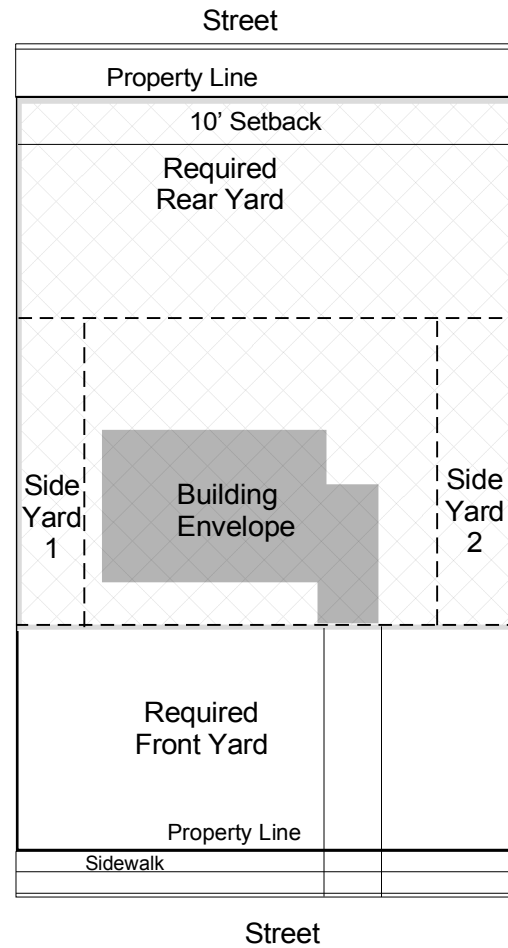 Street
Property Line
10’ Setback
Required
Rear Yard
Side
Yard
1
Building
Envelope
Side
Yard
2
Required
Front Yard
Property Line
Sidewalk
Street